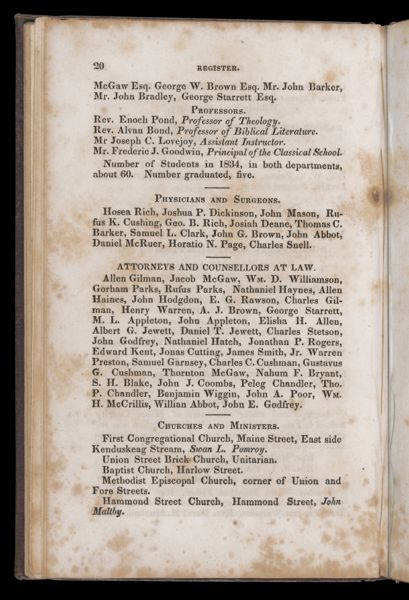 20
REGISTER.
McGaw Esq. George W. Brown Esq. Mr. John Barker,
Mr. John Bradley, George Starrett Esq.
PROFESSORS.
Rev. Enoch Pond, Professor of Theology.
Rev. Alvan Bond, Professor of Biblical Literature.
Mr Joseph C. Lovejoy, Assistant Instructor.
Mr. Frederic J. Goodwin, Principal of the Classical School.
Number of Students in 1834, in both departments,
about 60. Number graduated, five.
PHYSICIANS AND SURGEONS.
Hosea Rich, Joshua P. Dickinson, John Mason, Ru-
fus K. Cushing, Geo. B. Rich, Josiah Deane, Thomas C.
Barker, Samuel L. Clark, John G. Brown, John Abbot,
Daniel McRuer, Horatio N. Page, Charles Snell.
ATTORNEYS AND COUNSELLORS AT LAW.
Allen Gilman, Jacob McGaw, WM. D. Williamson,
Gorham Parks, Rufus Parks, Nathaniel Haynes, Allen
Haines, John Hodgdon, E. G. Rawson, Charles Gil-
man, Henry Warren, A. J. Brown, George Starrett,
M. L. Appleton, John Appleton, Elisha H. Allen,
Albert G. Jewett, Daniel T. Jewett, Charles Stetson,
John Godfrey, Nathaniel Hatch, Jonathan P. Rogers,
Edward Kent, Jonas Cutting, James Smith, Jr. Warren
Preston, Samuel Garnsey, Charles C. Cushman, Gustavus
G. Cushman, Thornton McGaw, Nahum F. Bryant,
S. H. Blake, John J. Coombs, Peleg Chandler, Tho.
P. Chandler, Benjamin Wiggin, John A. Poor, WM.
H. McCrillis, Willian Abbot, John E. Godfrey.
CHURCHES AND MINISTERS.
First Congregational Church, Maine Street, East side
Kenduskeag Stream, Swan L. Pomroy.
Union Street Brick Church, Unitarian.
Baptist Church, Harlow Street.
Methodist Episcopal Church, corner of Union and
Fore Streets.
Hammond Street Church, Hammond Street, John
Maltby.